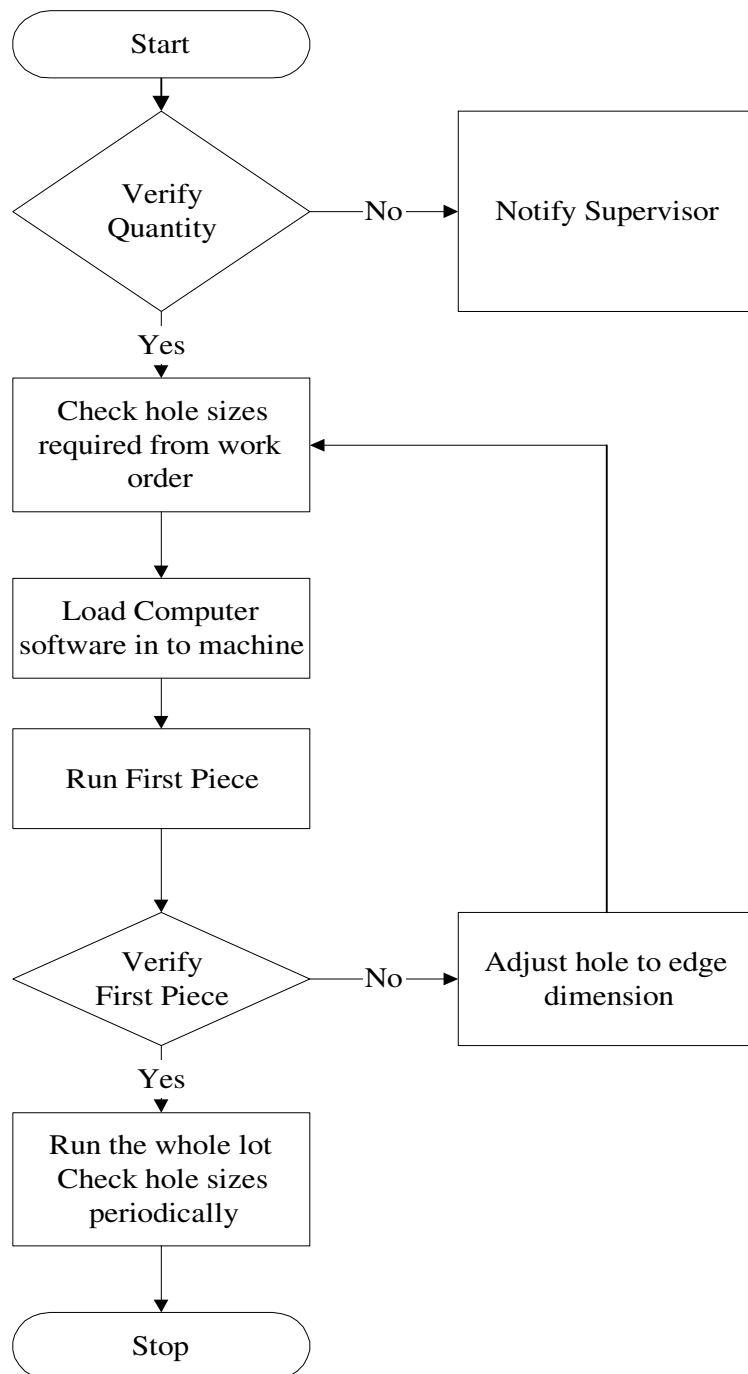 Start
Verify
Quantity
No
Notify Supervisor
Yes
Check hole sizes
required from work
order
Load Computer
software in to machine
Run First Piece
Verify
First Piece
No
Adjust hole to edge
dimension
Yes
Run the whole lot
Check hole sizes
periodically
Stop